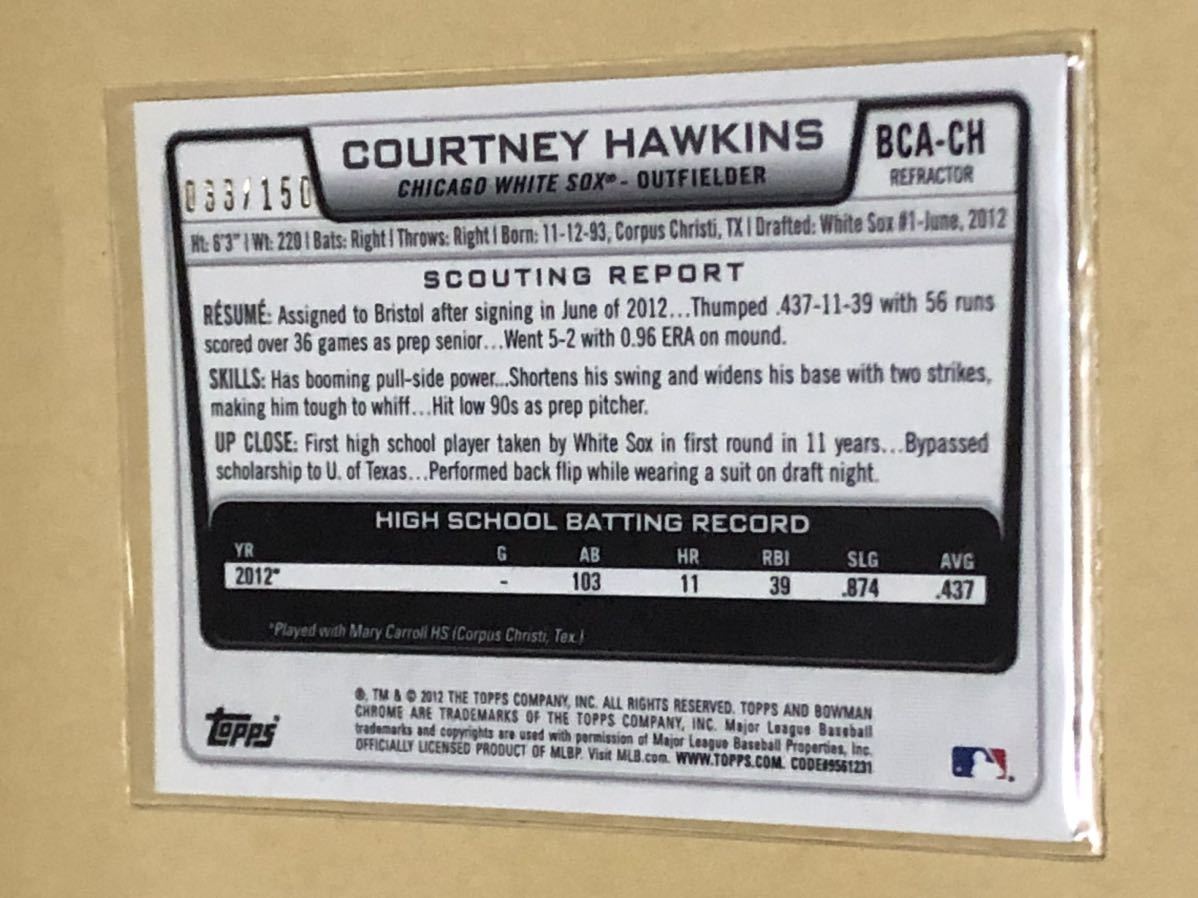 COURTNEY HAWKINS
CHICAGO WHITE SOX® - OUTFIELDER
BCA-CH
REFRACTOR
033/150
Ht: 6'3" | Wt: 220 | Bats: Right | Throws: Right | Born: 11-12-93, Corpus Christi, TX | Drafted: White Sox #1-June, 2012
SCOUTING REPORT
RÉSUMÉ: Assigned to Bristol after signing in June of 2012...Thumped .437-11-39 with 56 runs
scored over 36 games as prep senior...Went 5-2 with 0.96 ERA on mound.
SKILLS: Has booming pull-side power...Shortens his swing and widens his base with two strikes,
making him tough to whiff...Hit low 90s as prep pitcher.
UP CLOSE: First high school player taken by White Sox in first round in 11 years...Bypassed
scholarship to U. of Texas...Performed back flip while wearing a suit on draft night.
HIGH SCHOOL BATTING RECORD
YR G AB HR RBI SLG AVG
2012* - 103 11 39 .874 .437
*Played with Mary Carroll HS (Corpus Christi, Tex.)
topps
®, TM & © 2012 THE TOPPS COMPANY, INC. ALL RIGHTS RESERVED. TOPPS AND BOWMAN
CHROME ARE TRADEMARKS OF THE TOPPS COMPANY, INC. Major League Baseball
trademarks and copyrights are used with permission of Major League Baseball Properties, Inc.
OFFICIALLY LICENSED PRODUCT OF MLBP. Visit MLB.com. WWW.TOPPS.COM. CODE#9561231